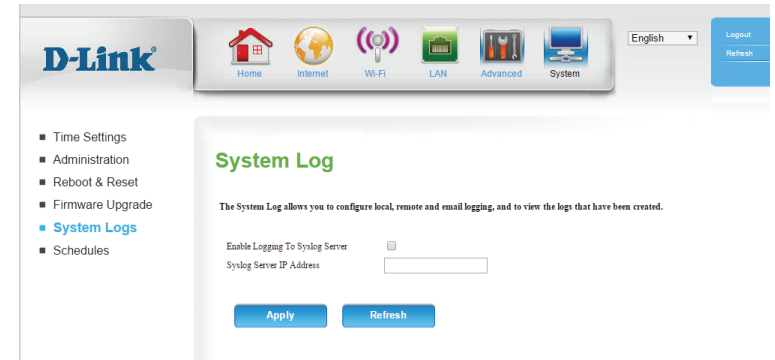 D-Link
Home
Internet
Wi-Fi
LAN
Advanced
System
English
Logout
Refresh
Time Settings
Administration
Reboot & Reset
Firmware Upgrade
System Logs
Schedules
System Log
The System Log allows you to configure local, remote and email logging, and to view the logs that have been created.
Enable Logging To Syslog Server
Syslog Server IP Address
Apply
Refresh